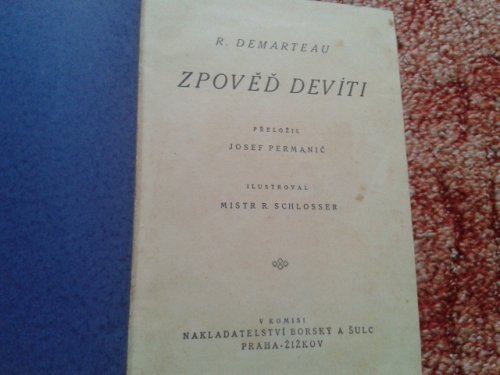 R. DEMARTEAU
ZPOVĚĎ DEVÍTI
PŘELOŽIL
JOSEF PERMANIČ
ILUSTROVAL
MISTR R. SCHLOSSER
V KOMISI
NAKLADATELSTVÍ BORSKÝ A ŠULC
PRAHA-ŽIŽKOV